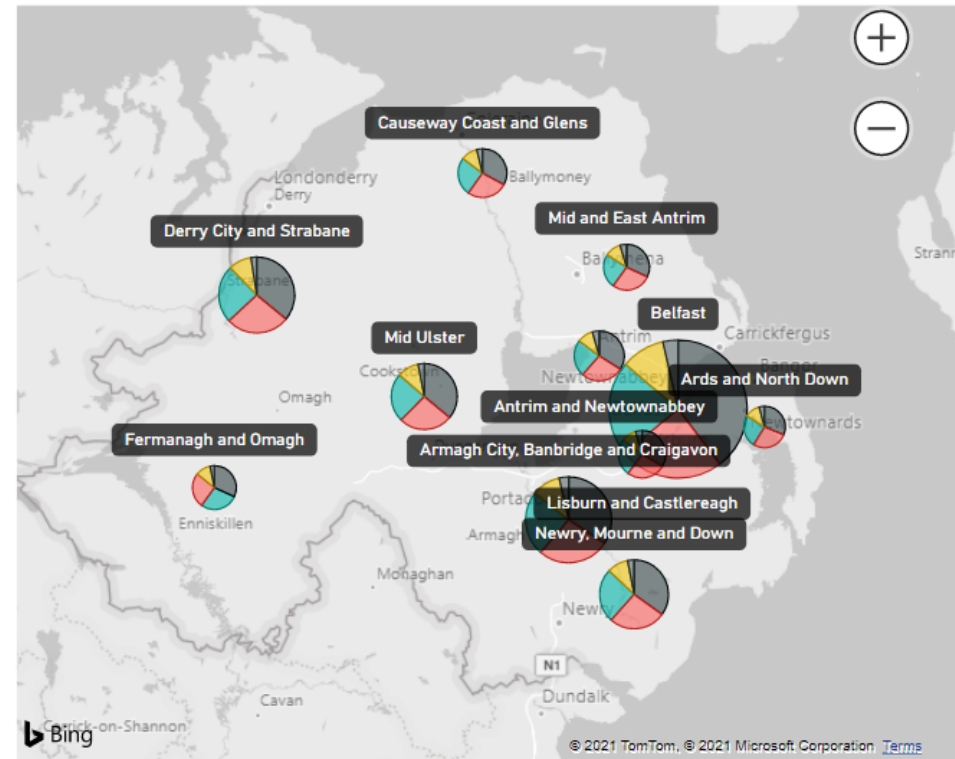 Causeway Coast and Glens
Londonderry
Derry
Ballymoney
Mid and East Antrim
Derry City and Strabane
Strabane
Stran
Belfast
Carrickfergus
Mid Ulster
Antrim
Cookstown
Bangor
Newtownabbey
Ards and North Down
Omagh
Antrim and Newtownabbey
Newtownards
Fermanagh and Omagh
Armagh City, Banbridge and Craigavon
Enniskillen
Portad
Lisburn and Castlereagh
Armagh
Newry, Mourne and Down
Monaghan
Newry
N1
Dundalk
Cavan
Carrick-on-Shannon
Bing
© 2021 TomTom, © 2021 Microsoft Corporation Terms